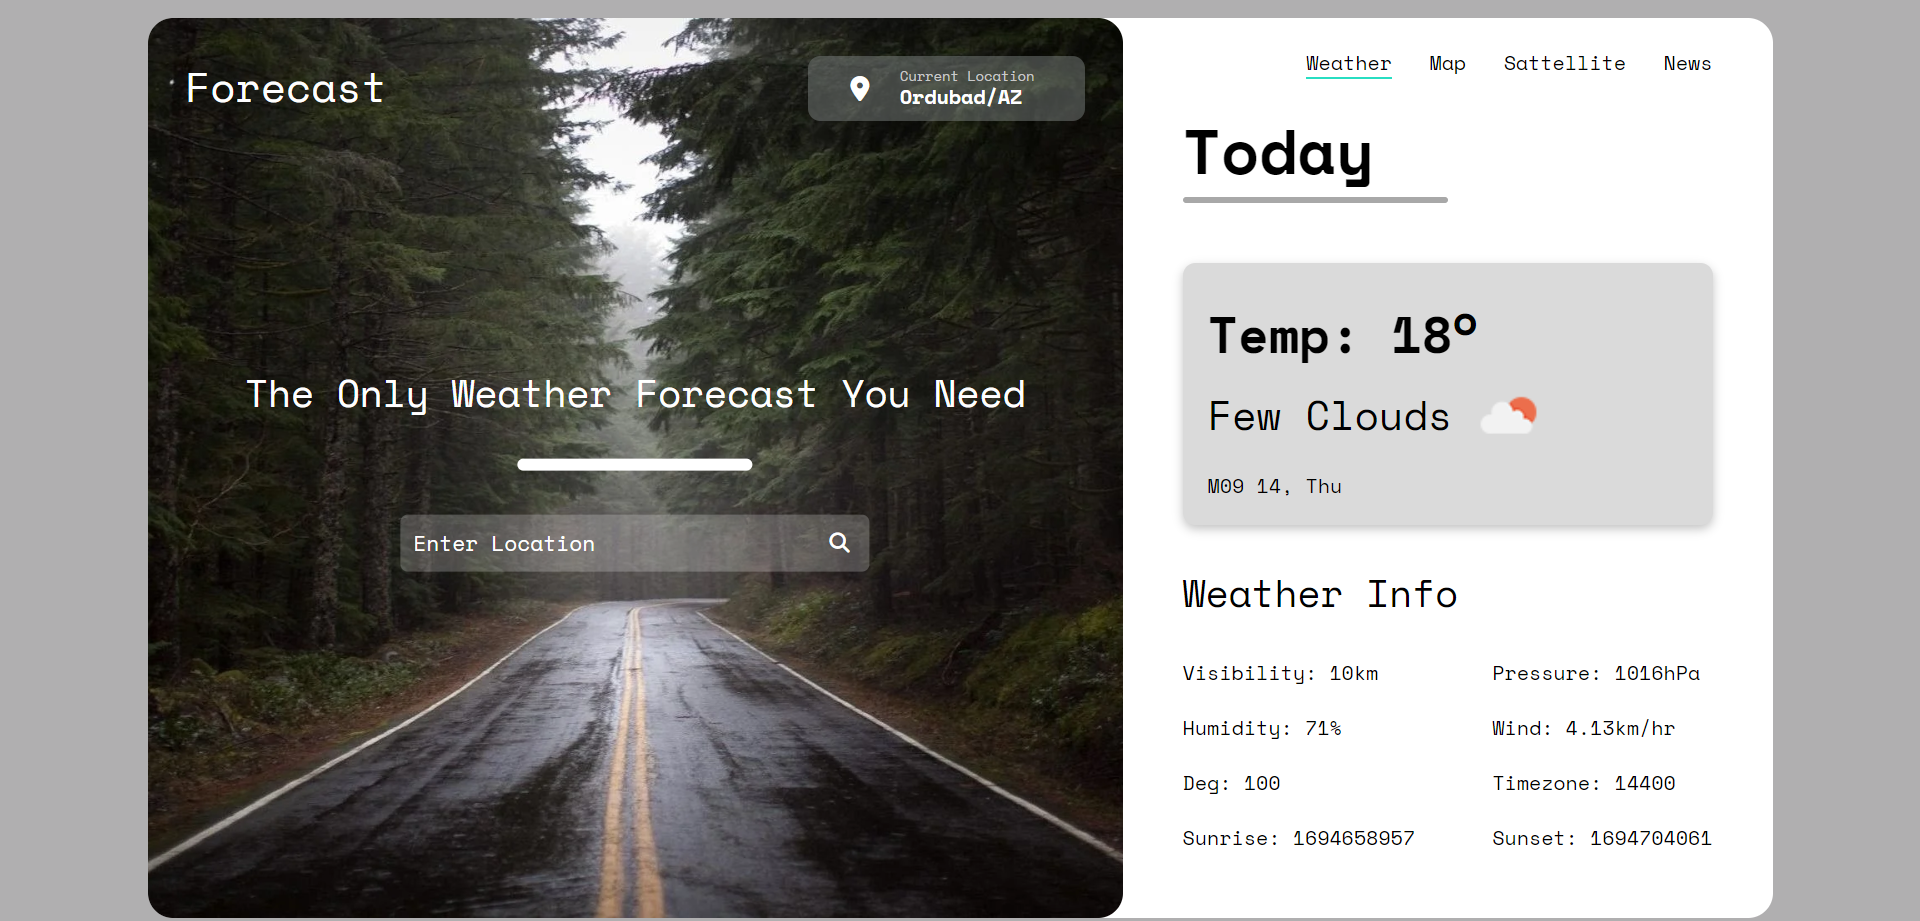 Forecast
Current Location
Ordubad/AZ
The Only Weather Forecast You Need
Enter Location
Weather Map Sattellite News
Today
Temp: 18°
Few Clouds
M09 14, Thu
Weather Info
Visibility: 10km Pressure: 1016hPa
Humidity: 71% Wind: 4.13km/hr
Deg: 100 Timezone: 14400
Sunrise: 1694658957 Sunset: 1694704061